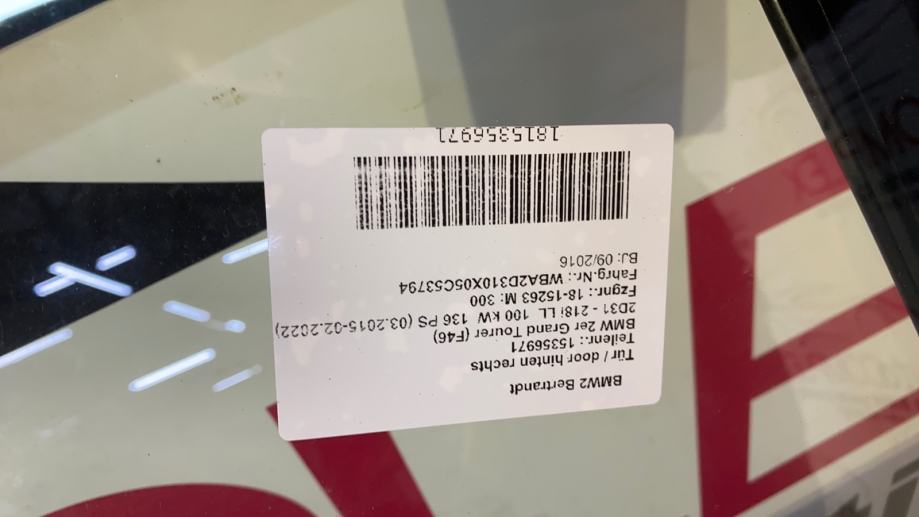 BMW2 Bertrandt
Tür / door hinten rechts
Teilenr.: 15356971
BMW 2er Grand Tourer (F46)
2D31 - 218i LL 100 kW 136 PS (03.2015-02.2022)
Fzgnr.: 18-15263 M: 300
Fahrg.Nr.: WBA2D310X05C53794
BJ: 09/2016
1815356971